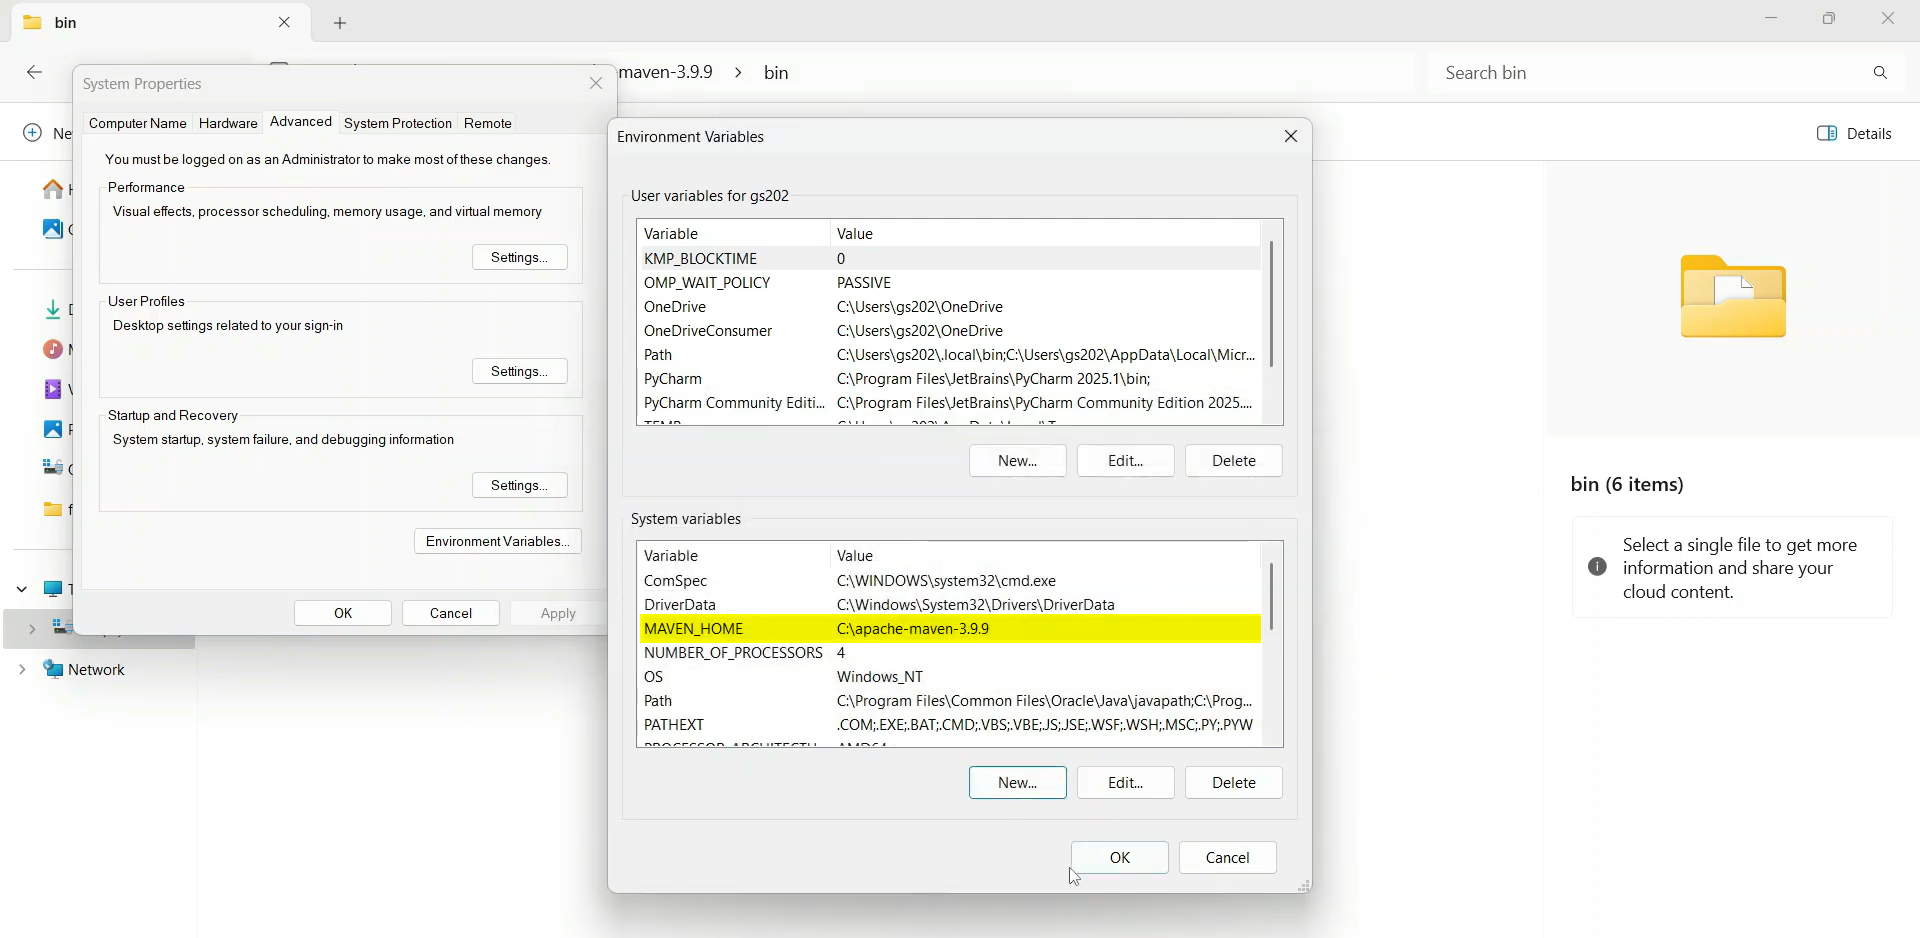 bin
maven-3.9.9 > bin
Search bin
Details
System Properties
Computer Name Hardware Advanced System Protection Remote
You must be logged on as an Administrator to make most of these changes.
Performance
Visual effects, processor scheduling, memory usage, and virtual memory
Settings...
User Profiles
Desktop settings related to your sign-in
Settings...
Startup and Recovery
System startup, system failure, and debugging information
Settings...
Environment Variables...
OK Cancel Apply
Network
Environment Variables
User variables for gs202
Variable Value
KMP_BLOCKTIME 0
OMP_WAIT_POLICY PASSIVE
OneDrive C:\Users\gs202\OneDrive
OneDriveConsumer C:\Users\gs202\OneDrive
Path C:\Users\gs202\.local\bin;C:\Users\gs202\AppData\Local\Micr...
PyCharm C:\Program Files\JetBrains\PyCharm 2025.1\bin;
PyCharm Community Editi... C:\Program Files\JetBrains\PyCharm Community Edition 2025....
New... Edit... Delete
System variables
Variable Value
ComSpec C:\WINDOWS\system32\cmd.exe
DriverData C:\Windows\System32\Drivers\DriverData
MAVEN_HOME C:\apache-maven-3.9.9
NUMBER_OF_PROCESSORS 4
OS Windows_NT
Path C:\Program Files\Common Files\Oracle\Java\javapath;C:\Prog...
PATHEXT .COM;.EXE;.BAT;.CMD;.VBS;.VBE;.JS;.JSE;.WSF;.WSH;.MSC;.PY;.PYW
New... Edit... Delete
OK Cancel
bin (6 items)
Select a single file to get more
information and share your
cloud content.